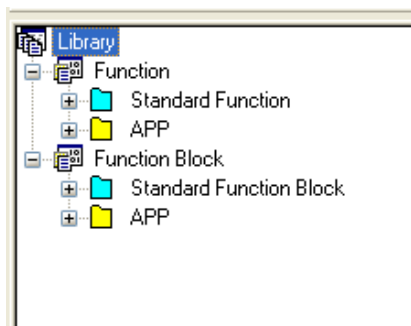 Library
Function
Standard Function
APP
Function Block
Standard Function Block
APP